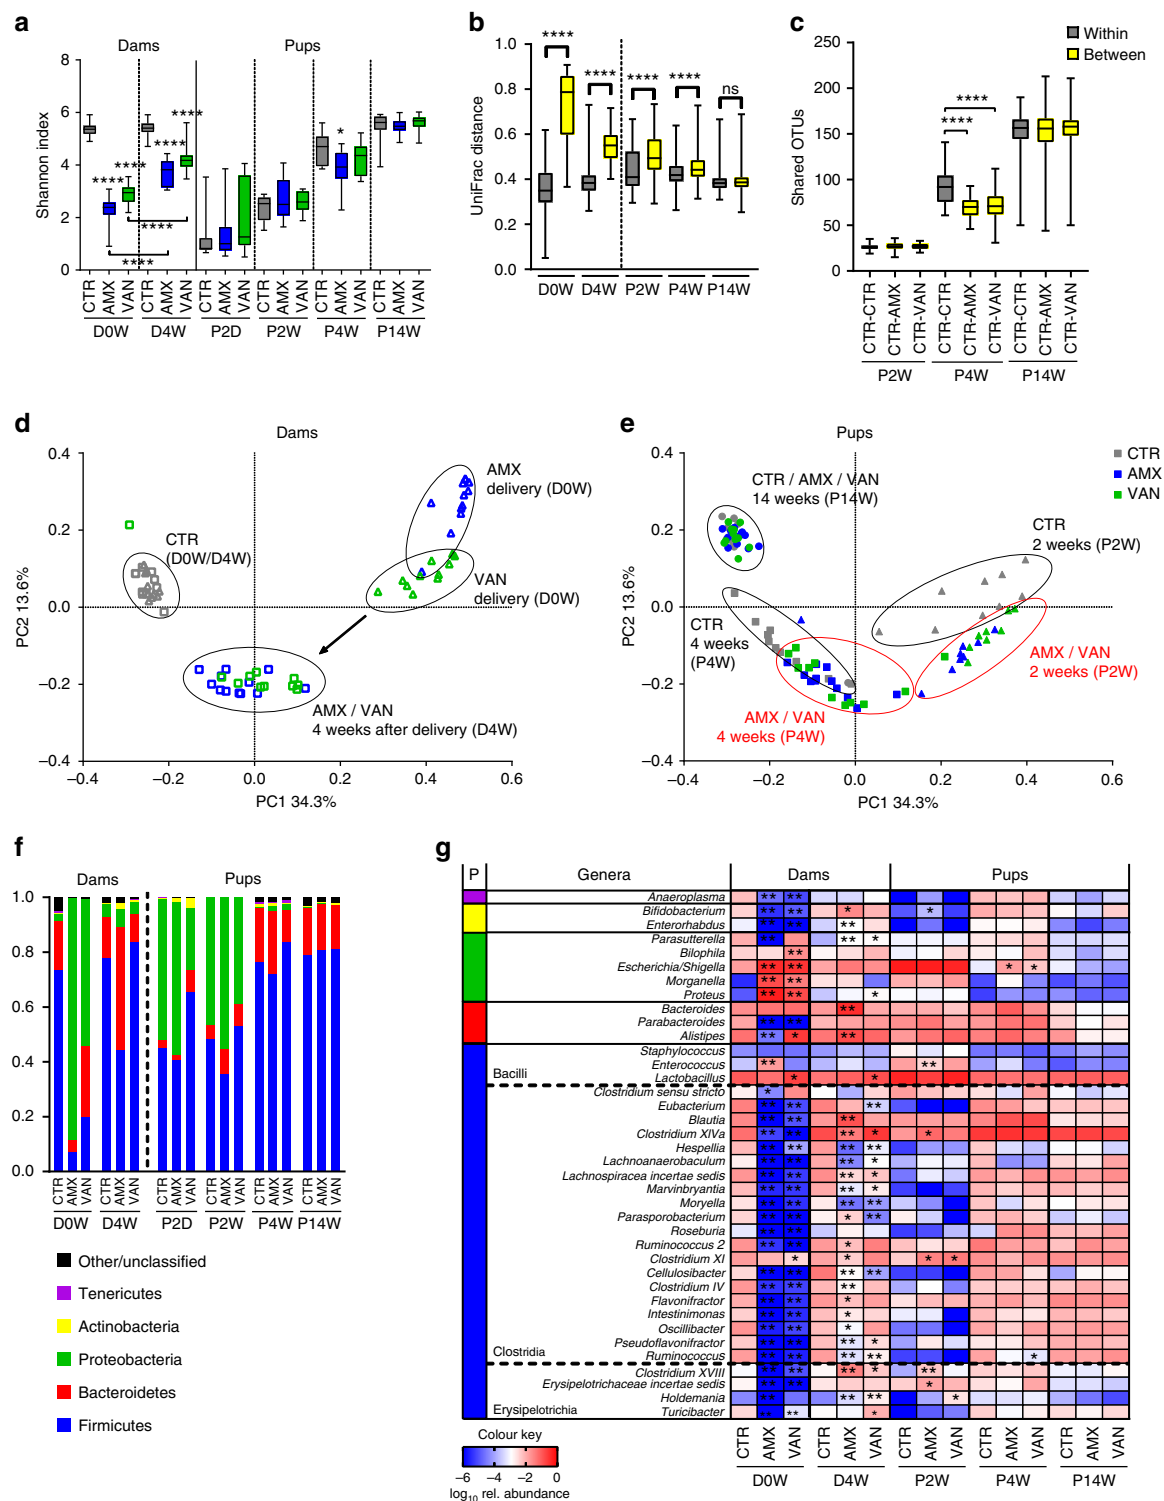 a
Dams Pups
Shannon index
8
6
4
2
0
**** **** **** **** *
****
****
CTR AMX VAN CTR AMX VAN CTR AMX VAN CTR AMX VAN CTR AMX VAN CTR AMX VAN
D0W D4W P2D P2W P4W P14W
b
UniFrac distance
1.0
0.8
0.6
0.4
0.2
0.0
**** **** **** **** ns
D0W D4W P2W P4W P14W
c
Within
Between
Shared OTUs
250
200
150
100
50
0
****
****
CTR-CTR CTR-AMX CTR-VAN CTR-CTR CTR-AMX CTR-VAN CTR-CTR CTR-AMX CTR-VAN
P2W P4W P14W
d
Dams
PC2 13.6%
0.4
0.2
0.0
−0.2
−0.4
AMX
delivery (D0W)
CTR
(D0W/D4W)
VAN
delivery (D0W)
AMX / VAN
4 weeks after delivery (D4W)
−0.4 −0.2 0.0 0.2 0.4 0.6
PC1 34.3%
e
Pups
CTR
AMX
VAN
PC2 13.6%
0.4
0.2
0.0
−0.2
−0.4
CTR / AMX / VAN
14 weeks (P14W)
CTR
2 weeks (P2W)
CTR
4 weeks
(P4W)
AMX / VAN
2 weeks (P2W)
AMX / VAN
4 weeks (P4W)
−0.4 −0.2 0.0 0.2 0.4 0.6
PC1 34.3%
f
Dams Pups
1.0
0.8
0.6
0.4
0.2
0.0
CTR AMX VAN CTR AMX VAN CTR AMX VAN CTR AMX VAN CTR AMX VAN CTR AMX VAN
D0W D4W P2D P2W P4W P14W
Other/unclassified
Tenericutes
Actinobacteria
Proteobacteria
Bacteroidetes
Firmicutes
g
P Genera Dams Pups
Anaeroplasma ** **
Bifidobacterium ** ** * *
Enterorhabdus ** ** **
Parasutterella ** ** *
Bilophila **
Escherichia/Shigella ** ** * *
Morganella ** **
Proteus ** ** *
Bacteroides **
Parabacteroides ** **
Alistipes ** * **
Staphylococcus
Enterococcus ** **
Bacilli Lactobacillus * *
Clostridium sensu stricto *
Eubacterium ** ** **
Blautia ** ** **
Clostridium XIVa ** ** ** * *
Hespellia ** ** ** **
Lachnoanaerobaculum ** ** ** *
Lachnospiracea incertae sedis ** ** ** *
Marvinbryantia ** ** ** *
Moryella ** ** ** **
Parasporobacterium ** ** * **
Roseburia ** **
Ruminococcus 2 ** ** *
Clostridium XI * * * *
Cellulosibacter ** ** ** **
Clostridium IV ** ** **
Flavonifractor ** ** *
Intestinimonas ** ** *
Oscillibacter ** ** *
Pseudoflavonifractor ** ** ** *
Clostridia Ruminococcus ** ** ** ** *
Clostridium XVIII ** ** ** * **
Erysipelotrichaceae incertae sedis ** ** *
Holdemania ** ** ** *
Erysipelotrichia Turicibacter ** ** *
CTR AMX VAN CTR AMX VAN CTR AMX VAN CTR AMX VAN CTR AMX VAN
D0W D4W P2W P4W P14W
Colour key
−6 −4 −2 0
log10 rel. abundance